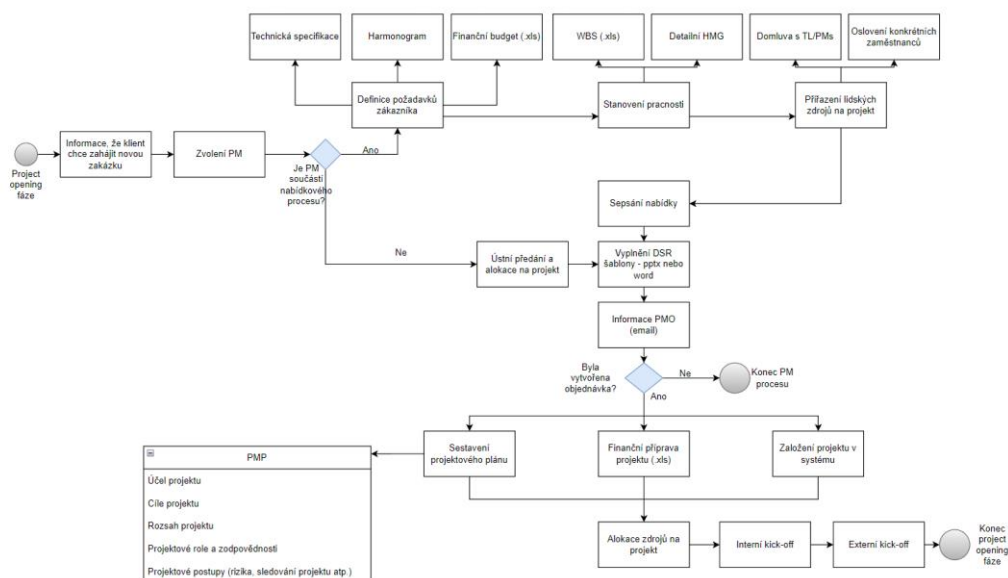 Technická specifikace
Harmonogram
Finanční budget (.xls)
WBS (.xls)
Detailní HMG
Domluva s TL/PMs
Oslovení konkrétních
zaměstnanců
Definice požadavků
zákazníka
Stanovení pracnosti
Přiřazení lidských
zdrojů na projekt
Project
opening
fáze
Informace, že klient
chce zahájit novou
zakázku
Zvolení PM
Je PM
součástí
nabídkového
procesu?
Ano
Ne
Sepsání nabídky
Ústní předání a
alokace na projekt
Vyplnění DSR
šablony - pptx nebo
word
Informace PMO
(email)
Byla
vytvořena
objednávka?
Ne
Konec PM
procesu
Ano
Sestavení
projektového plánu
Finanční příprava
projektu (.xls)
Založení projektu v
systému
PMP
Účel projektu
Cíle projektu
Rozsah projektu
Projektové role a zodpovědnosti
Projektové postupy (rizika, sledování projektu atp.)
Alokace zdrojů na
projekt
Interní kick-off
Externí kick-off
Konec
project
opening
fáze